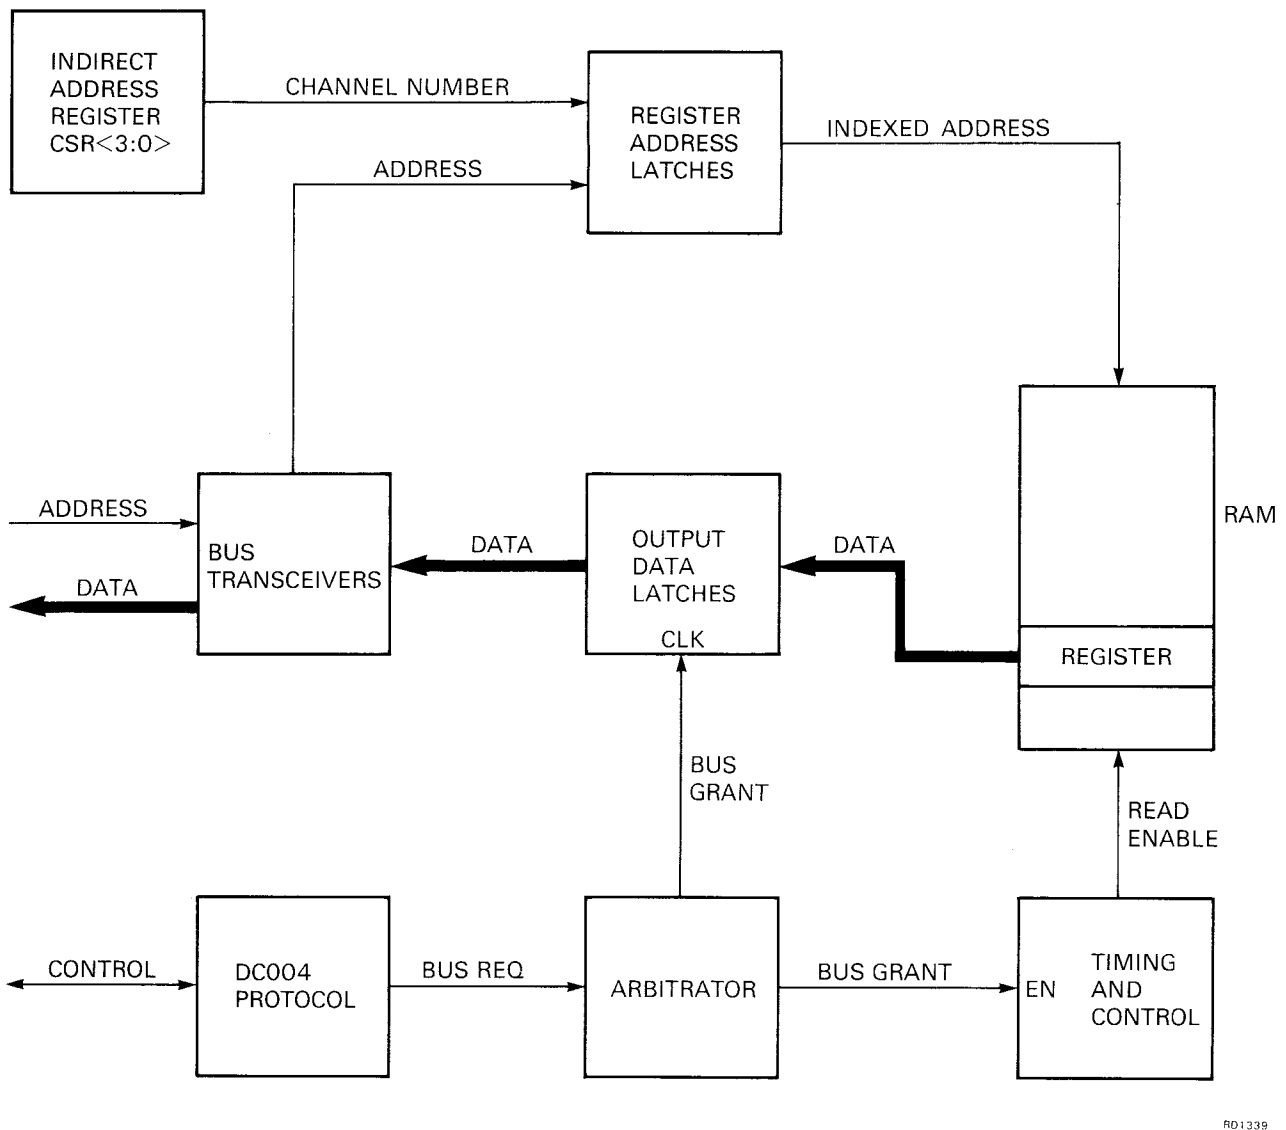 INDIRECT
ADDRESS
REGISTER
CSR<3:0>
CHANNEL NUMBER
ADDRESS
REGISTER
ADDRESS
LATCHES
INDEXED ADDRESS
ADDRESS
DATA
BUS
TRANSCEIVERS
DATA
OUTPUT
DATA
LATCHES
CLK
DATA
RAM
REGISTER
BUS
GRANT
READ
ENABLE
CONTROL
DC004
PROTOCOL
BUS REQ
ARBITRATOR
BUS GRANT
EN
TIMING
AND
CONTROL
RD1339